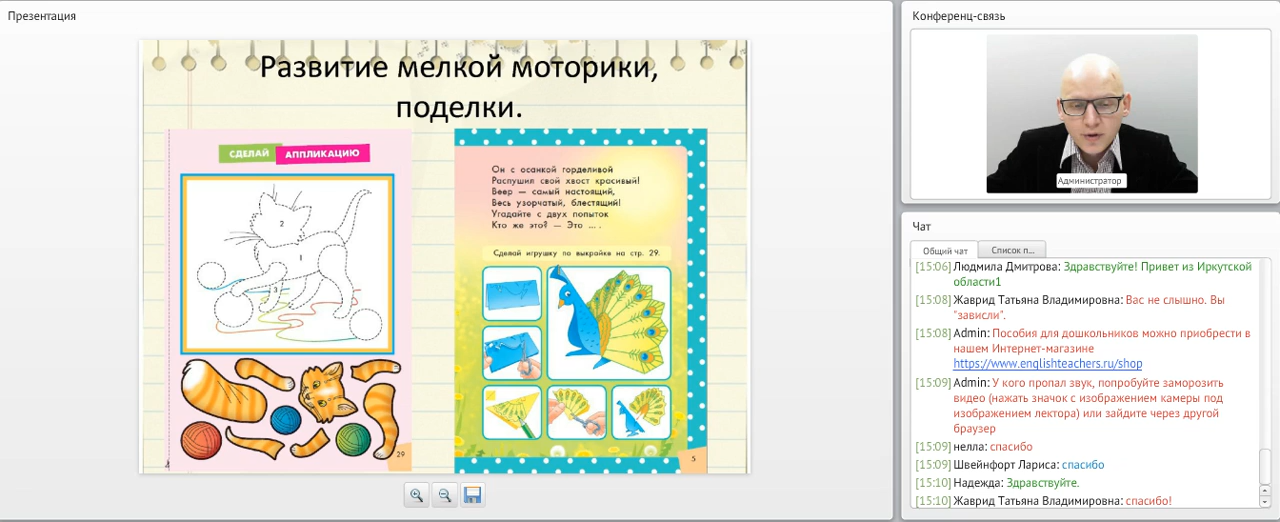 Презентация
Развитие мелкой моторики,
поделки.
СДЕЛАЙ АППЛИКАЦИЮ
2
1
29
Он с осанкой горделивой
Распушил свой хвост красивый!
Веер — самый настоящий,
Весь узорчатый, блестящий!
Угадайте с двух попыток
Кто же это? — Это ... .
Сделай игрушку по выкройке на стр. 29.
5
Конференц-связь
Администратор
Чат
Общий чат
Список п...
[15:06] Людмила Дмитрова: Здравствуйте! Привет из Иркутской
области1
[15:08] Жаврид Татьяна Владимировна: Вас не слышно. Вы
"зависли".
[15:08] Admin: Пособия для дошкольников можно приобрести в
нашем Интернет-магазине
https://www.englishteachers.ru/shop
[15:09] Admin: У кого пропал звук, попробуйте заморозить
видео (нажать значок с изображением камеры под
изображением лектора) или зайдите через другой
браузер
[15:09] нелла: спасибо
[15:09] Швейнфорт Лариса: спасибо
[15:10] Надежда: Здравствуйте.
[15:10] Жаврид Татьяна Владимировна: спасибо!